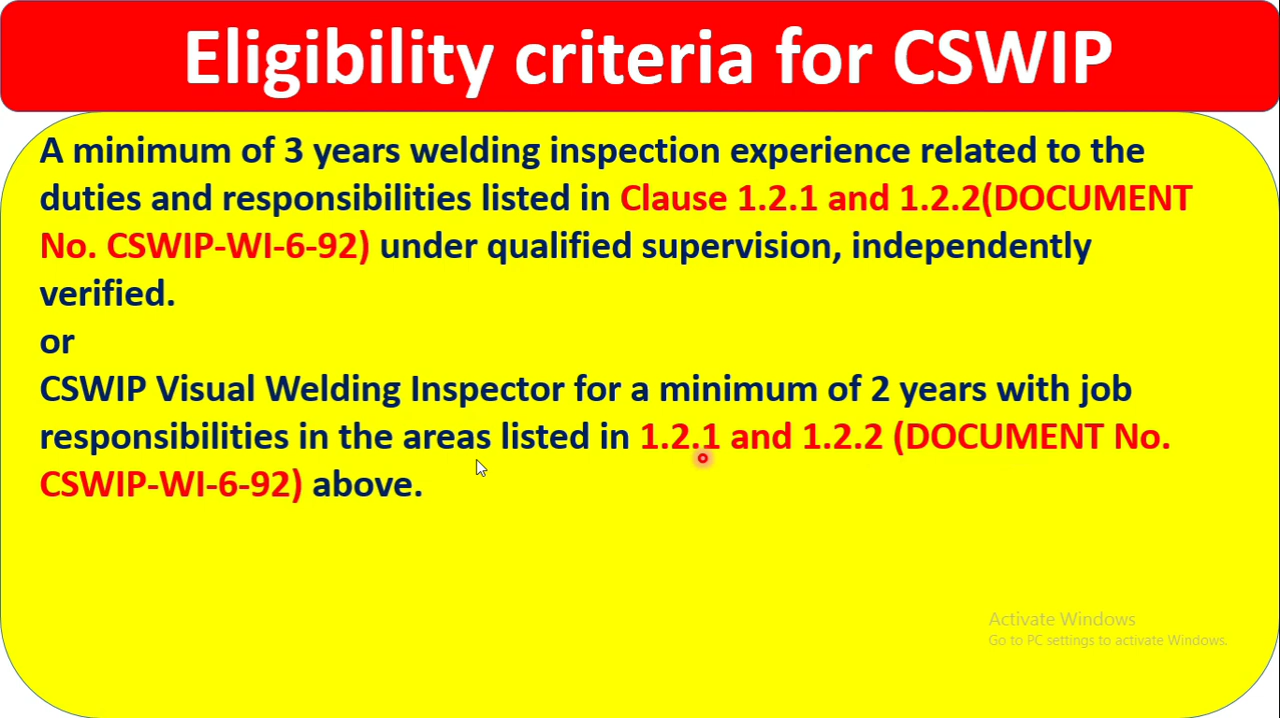 Eligibility criteria for CSWIP
A minimum of 3 years welding inspection experience related to the
duties and responsibilities listed in Clause 1.2.1 and 1.2.2(DOCUMENT
No. CSWIP-WI-6-92) under qualified supervision, independently
verified.
or
CSWIP Visual Welding Inspector for a minimum of 2 years with job
responsibilities in the areas listed in 1.2.1 and 1.2.2 (DOCUMENT No.
CSWIP-WI-6-92) above.
Activate Windows
Go to PC settings to activate Windows.